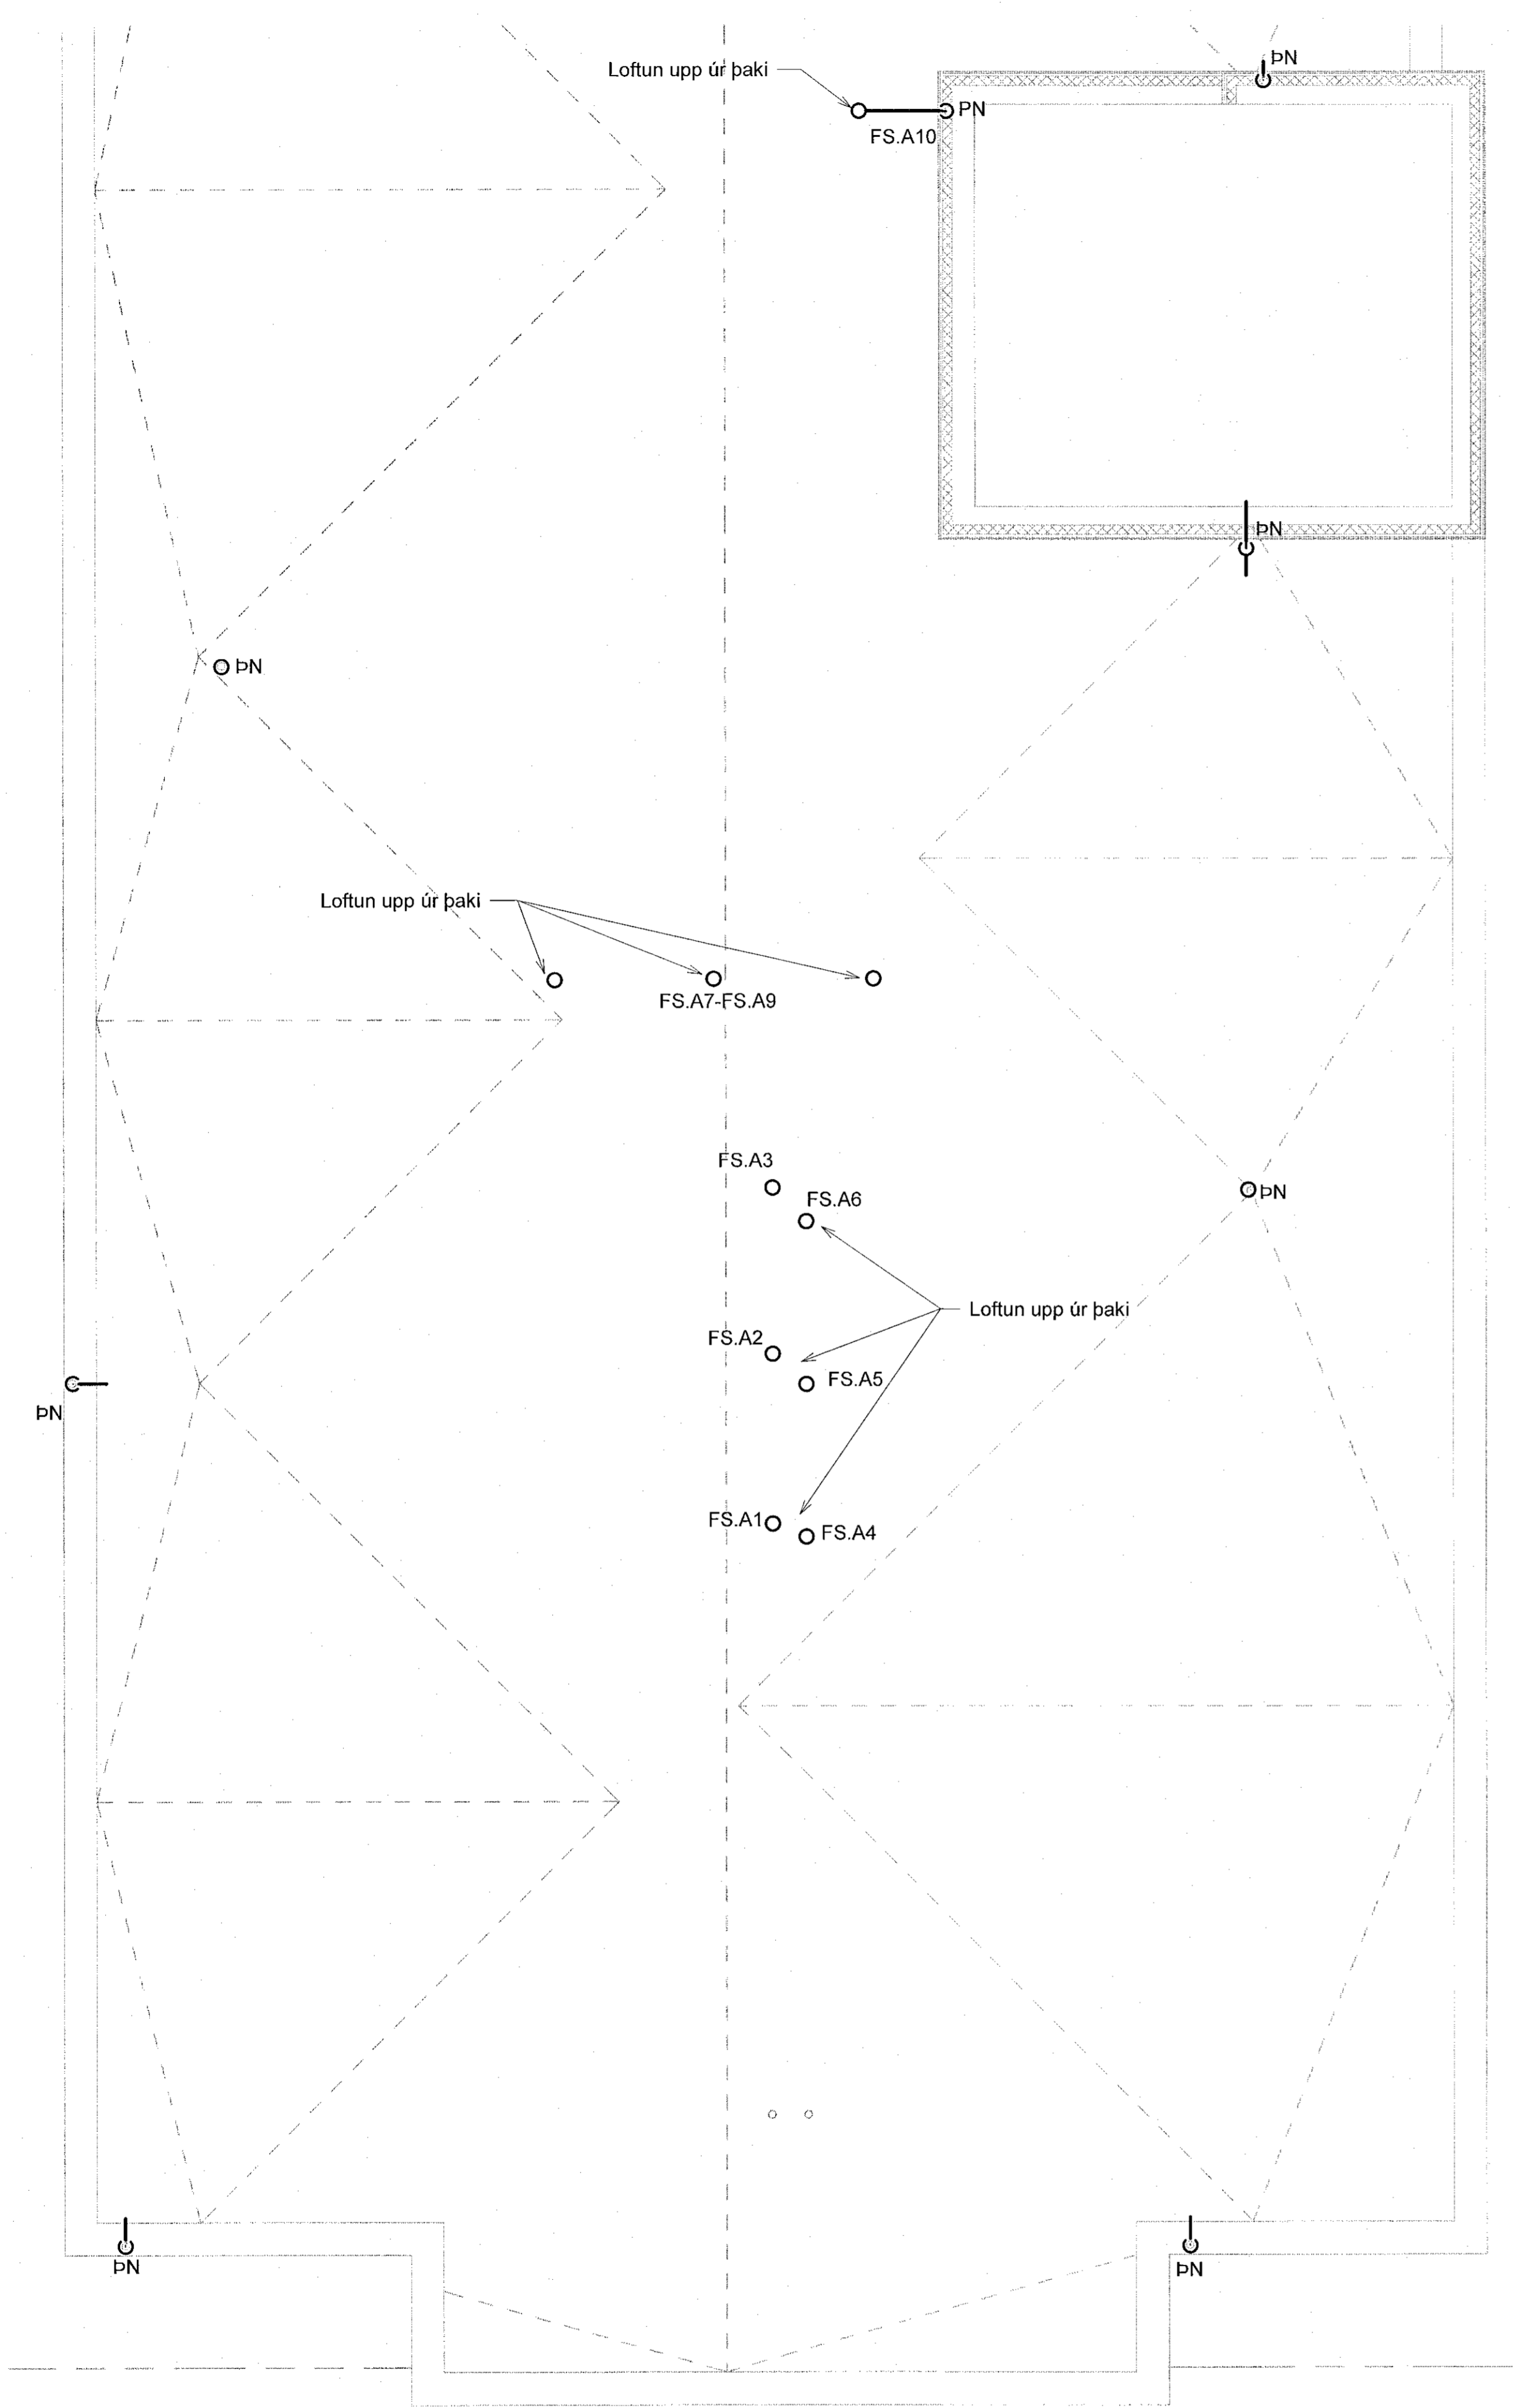 ÞN
Loftun upp úr þaki
PN
FS.A10
ÞN
ÞN
Loftun upp úr þaki
FS.A7-FS.A9
FS.A3
FS.A6
ÞN
Loftun upp úr þaki
FS.A2
FS.A5
ÞN
FS.A1
FS.A4
ÞN
ÞN